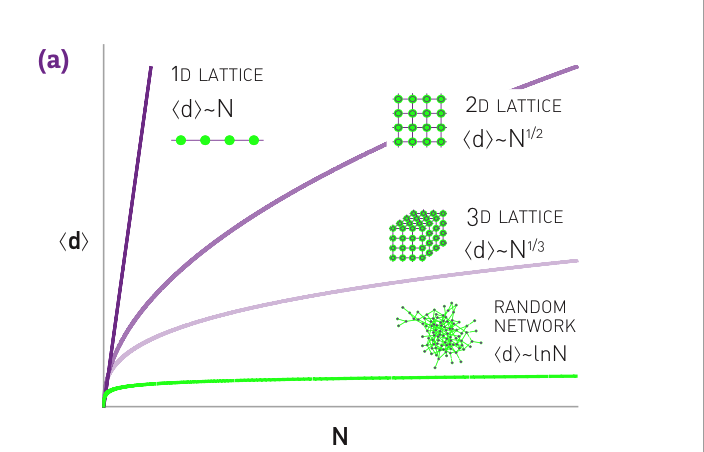 (a)
1D LATTICE
⟨d⟩~N
2D LATTICE
⟨d⟩~N^1/2
3D LATTICE
⟨d⟩~N^1/3
⟨d⟩
RANDOM
NETWORK
⟨d⟩~lnN
N